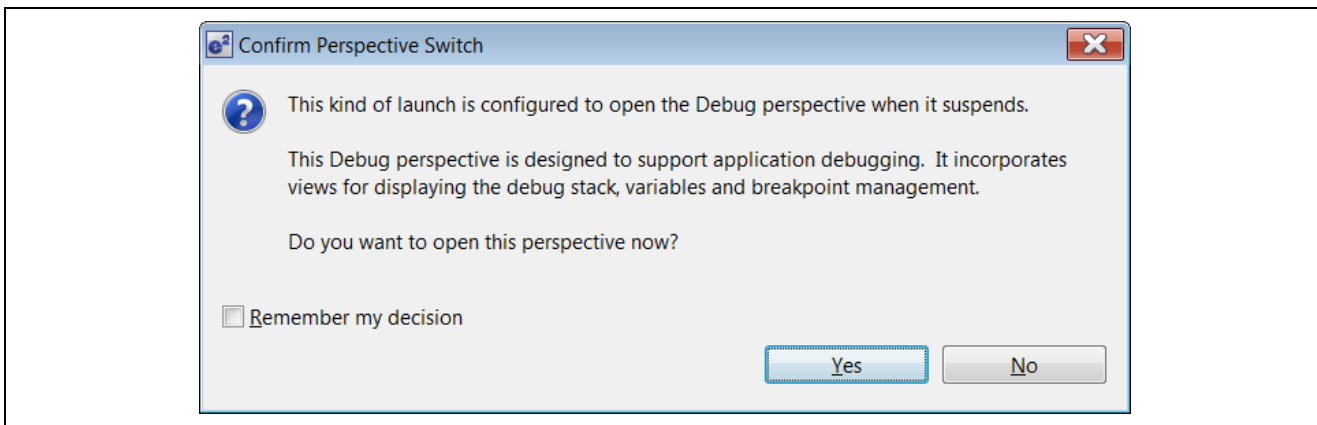 e² Confirm Perspective Switch
This kind of launch is configured to open the Debug perspective when it suspends.
This Debug perspective is designed to support application debugging. It incorporates
views for displaying the debug stack, variables and breakpoint management.
Do you want to open this perspective now?
Remember my decision
Yes No